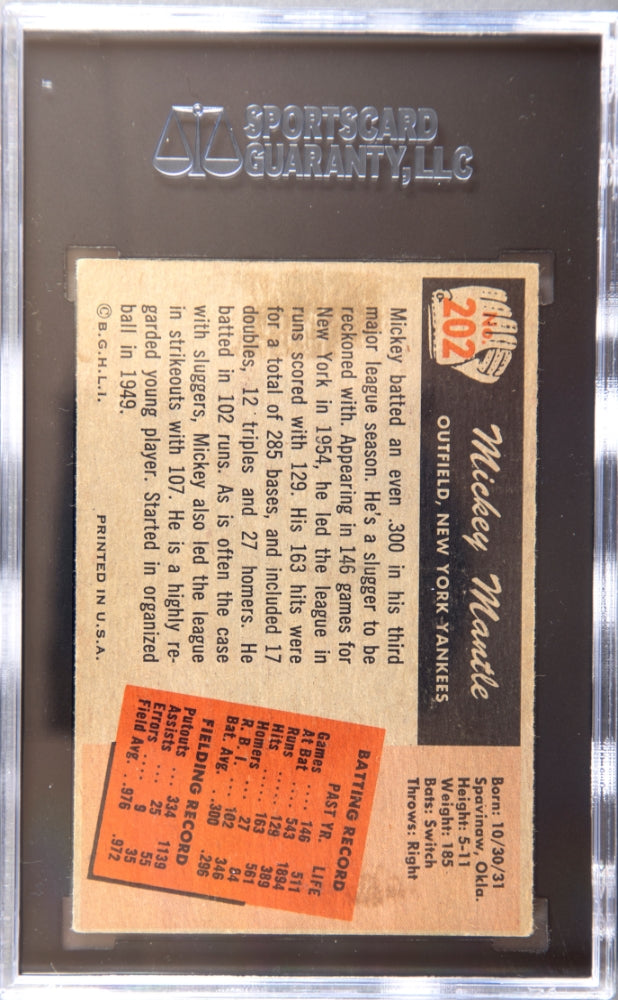 SPORTSCARD
GUARANTY, LLC
No.
202
Mickey Mantle
OUTFIELD, NEW YORK YANKEES
Born: 10/30/31
Spavinaw, Okla.
Height: 5-11
Weight: 185
Bats: Switch
Throws: Right
Mickey batted an even .300 in his third
major league season. He's a slugger to be
reckoned with. Appearing in 146 games for
New York in 1954, he led the league in
runs scored with 129. His 163 hits were
for a total of 285 bases, and included 17
doubles, 12 triples and 27 homers. He
batted in 102 runs. As is often the case
with sluggers, Mickey also led the league
in strikeouts with 107. He is a highly re-
garded young player. Started in organized
ball in 1949.
©B.G.H.L.I. PRINTED IN U.S.A.
BATTING RECORD
PAST YR. LIFE
Games .... 146 511
At Bat .... 543 1894
Runs .... 129 389
Hits .... 163 561
Homers .... 27 84
R. B. I. .... 102 346
Bat. Avg. .. .300 .296
FIELDING RECORD
Putouts ... 334 1139
Assists .... 25 55
Errors .... 9 35
Field Avg. .. .976 .972